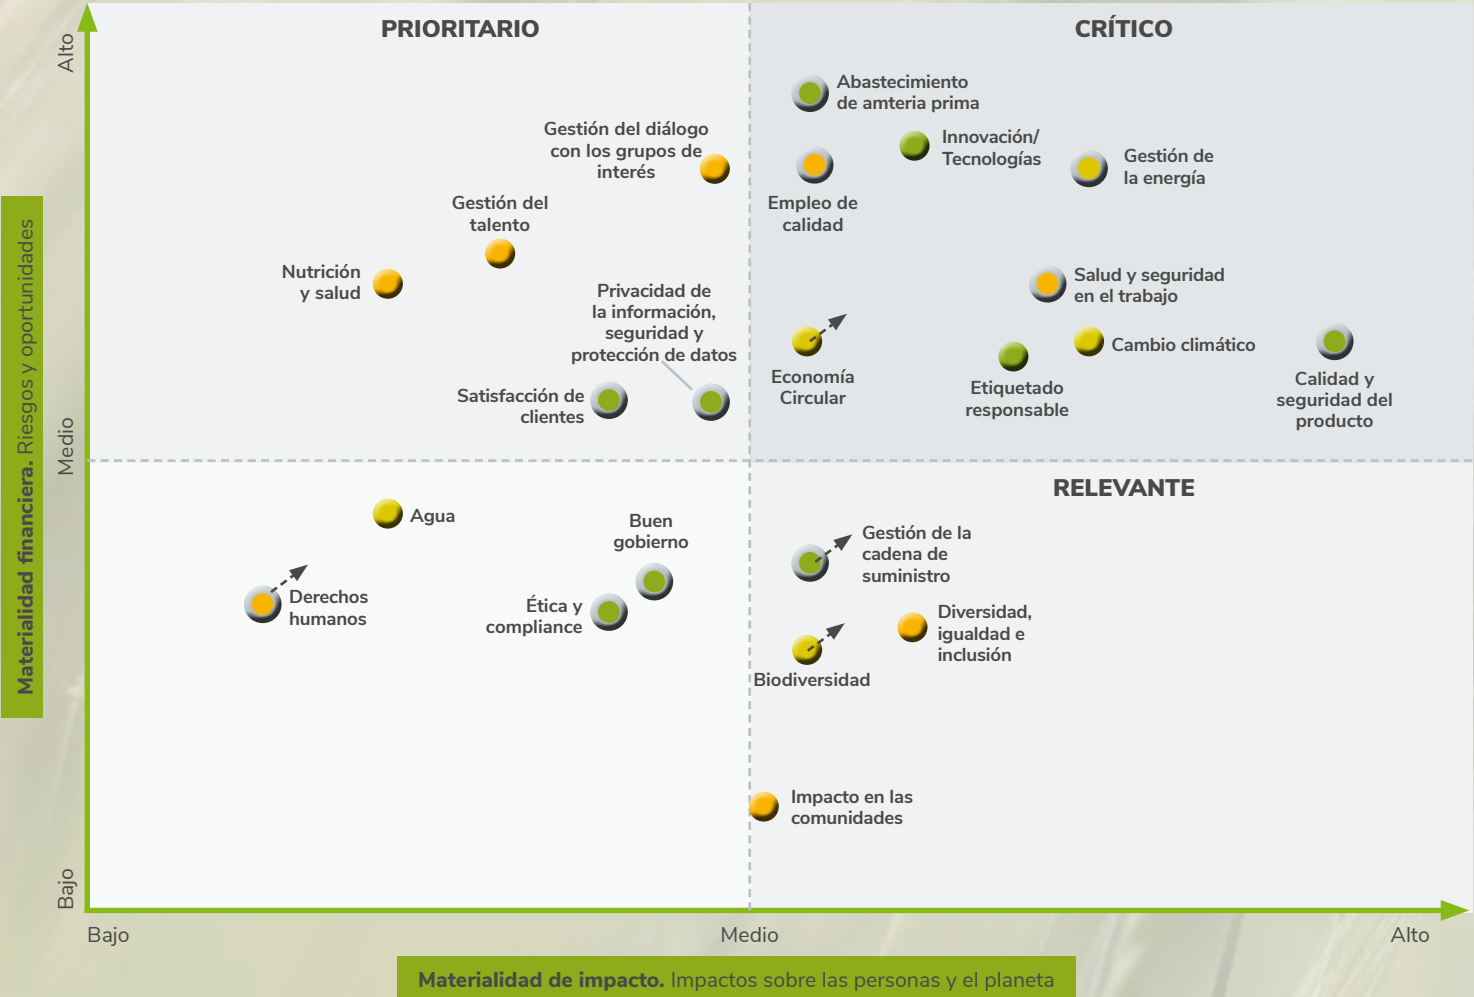 PRIORITARIO
CRÍTICO
Alto
Abastecimiento
de amteria prima
Gestión del diálogo
con los grupos de
interés
Innovación/
Tecnologías
Gestión de
la energía
Empleo de
calidad
Gestión del
talento
Nutrición
y salud
Privacidad de
la información,
seguridad y
protección de datos
Salud y seguridad
en el trabajo
Cambio climático
Economía
Circular
Etiquetado
responsable
Calidad y
seguridad del
producto
Satisfacción de
clientes
Medio
Materialidad financiera. Riesgos y oportunidades
RELEVANTE
Agua
Buen
gobierno
Gestión de la
cadena de
suministro
Derechos
humanos
Ética y
compliance
Diversidad,
igualdad e
inclusión
Biodiversidad
Impacto en las
comunidades
Bajo
Bajo
Medio
Alto
Materialidad de impacto. Impactos sobre las personas y el planeta